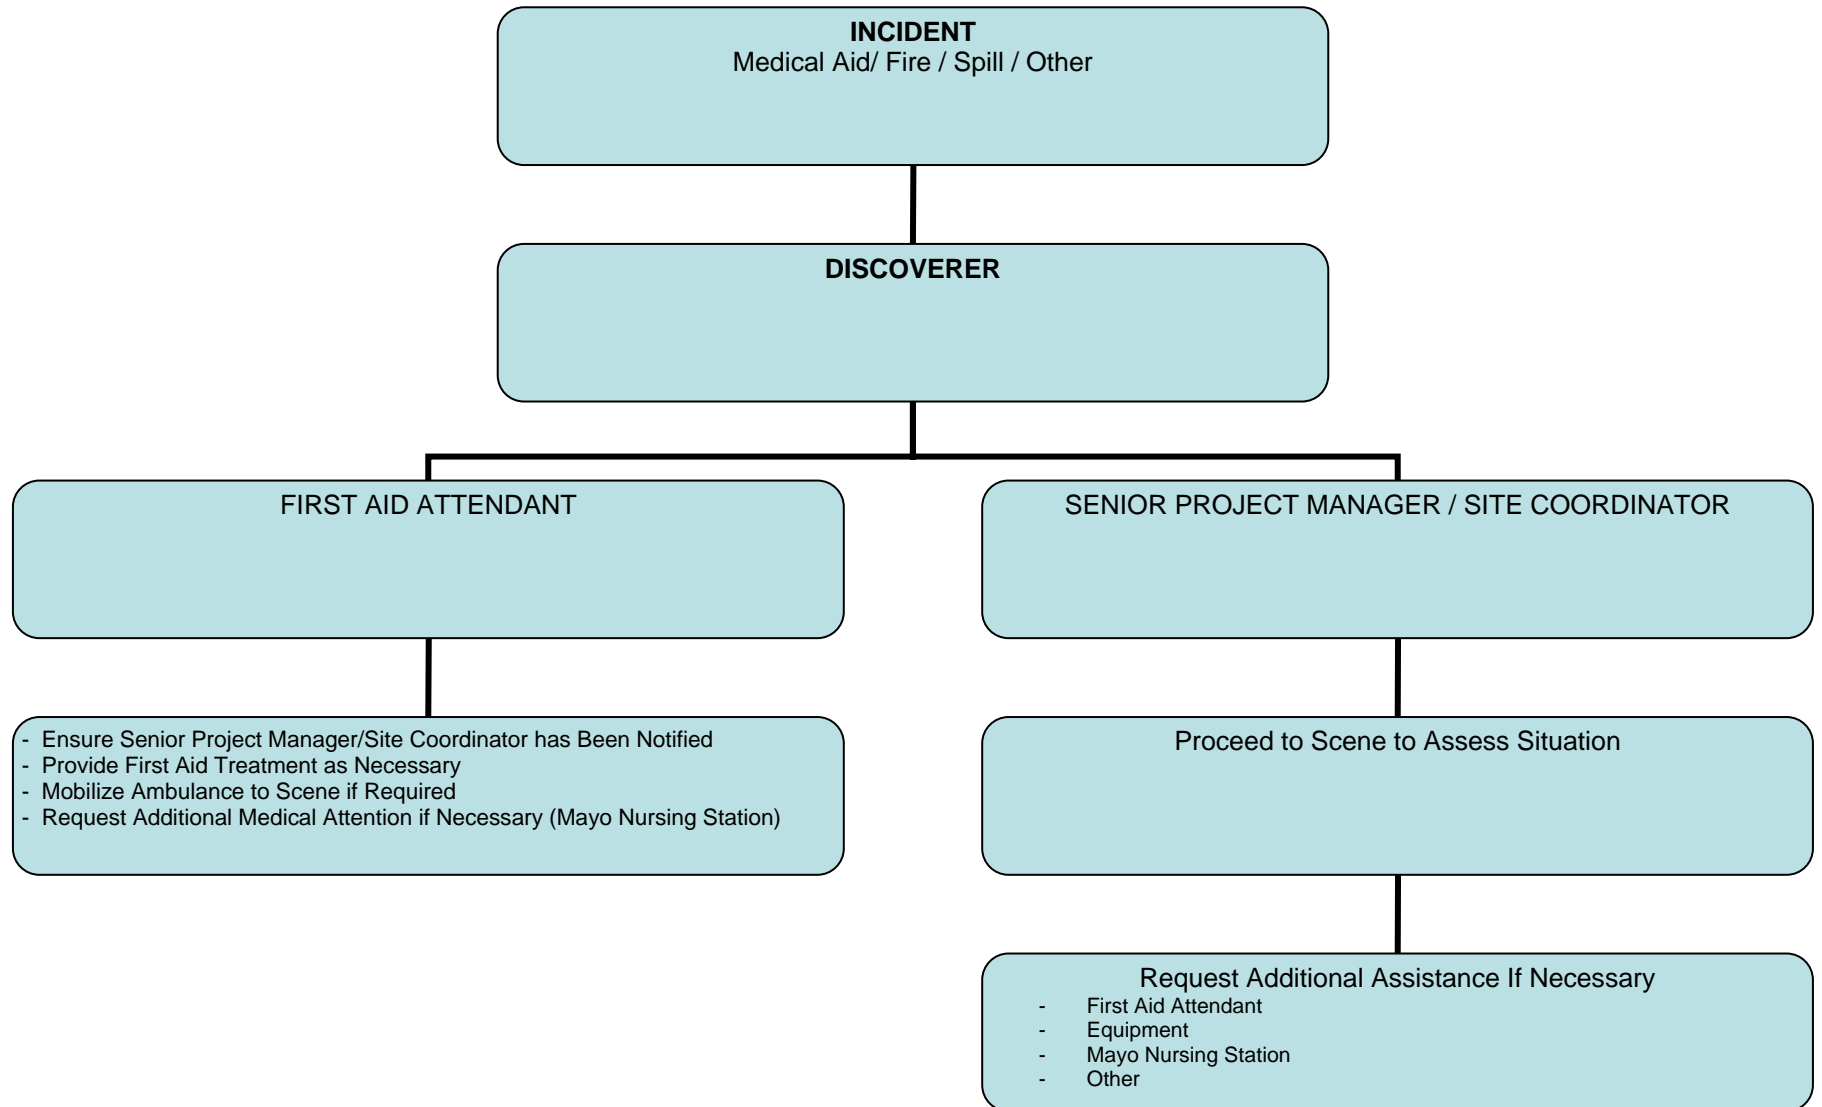 INCIDENT
Medical Aid/ Fire / Spill / Other
DISCOVERER
FIRST AID ATTENDANT
SENIOR PROJECT MANAGER / SITE COORDINATOR
- Ensure Senior Project Manager/Site Coordinator has Been Notified
- Provide First Aid Treatment as Necessary
- Mobilize Ambulance to Scene if Required
- Request Additional Medical Attention if Necessary (Mayo Nursing Station)
Proceed to Scene to Assess Situation
Request Additional Assistance If Necessary
- First Aid Attendant
- Equipment
- Mayo Nursing Station
- Other